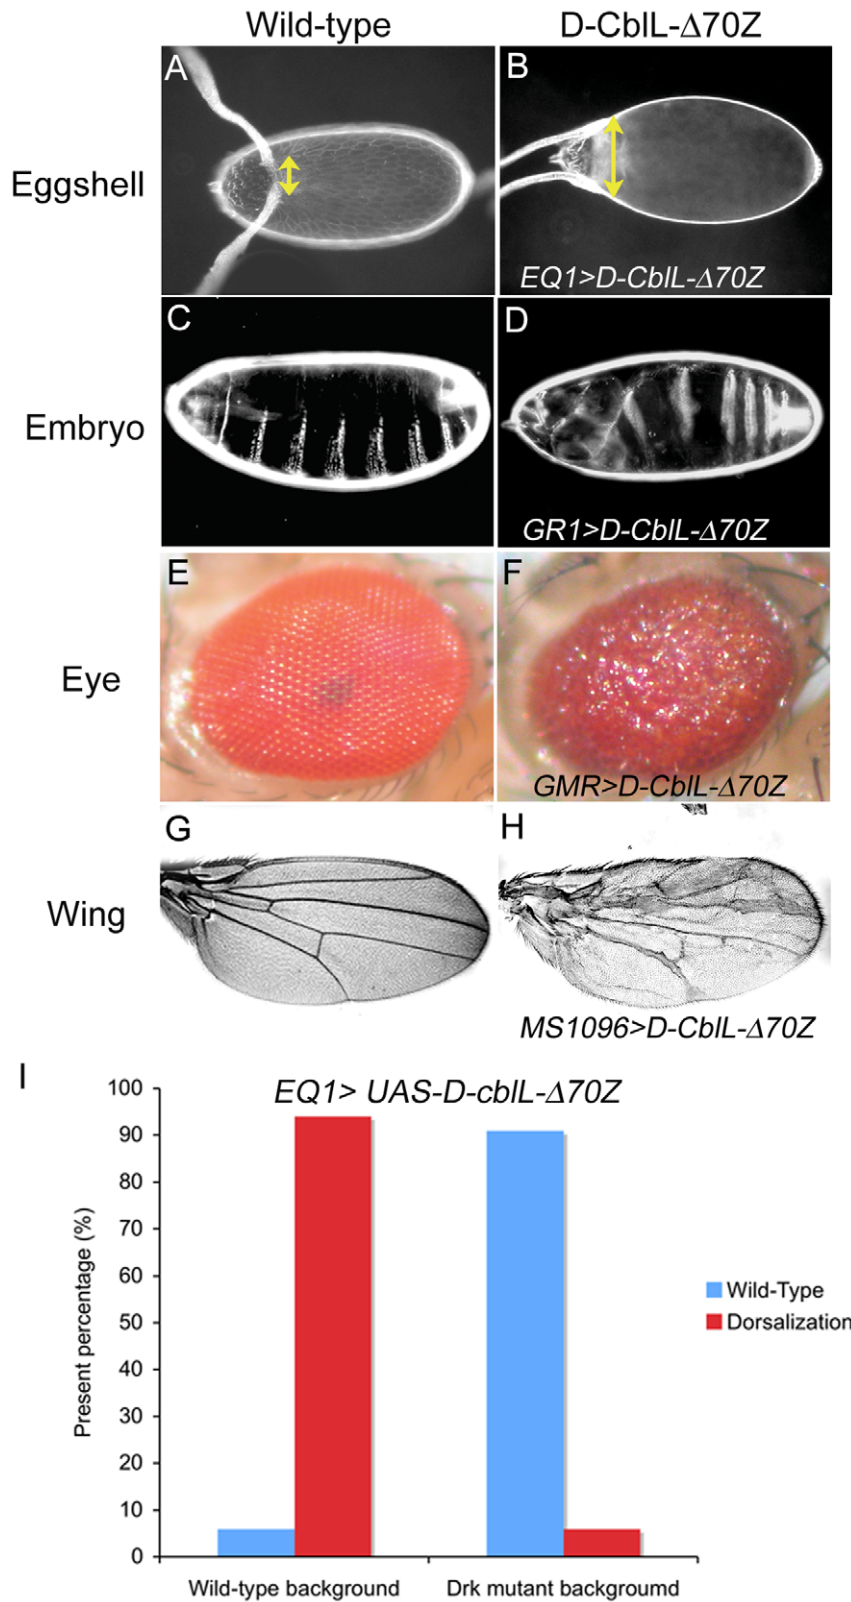 Wild-type D-CblL-Δ70Z
A B
Eggshell
EQ1>D-CblL-Δ70Z
C D
Embryo
GR1>D-CblL-Δ70Z
E F
Eye
GMR>D-CblL-Δ70Z
G H
Wing
MS1096>D-CblL-Δ70Z
I
EQ1> UAS-D-cblL-Δ70Z
100
90
80
70
60
50
40
30
20
10
0
Present percentage (%)
Wild-Type
Dorsalization
Wild-type background Drk mutant backgroumd